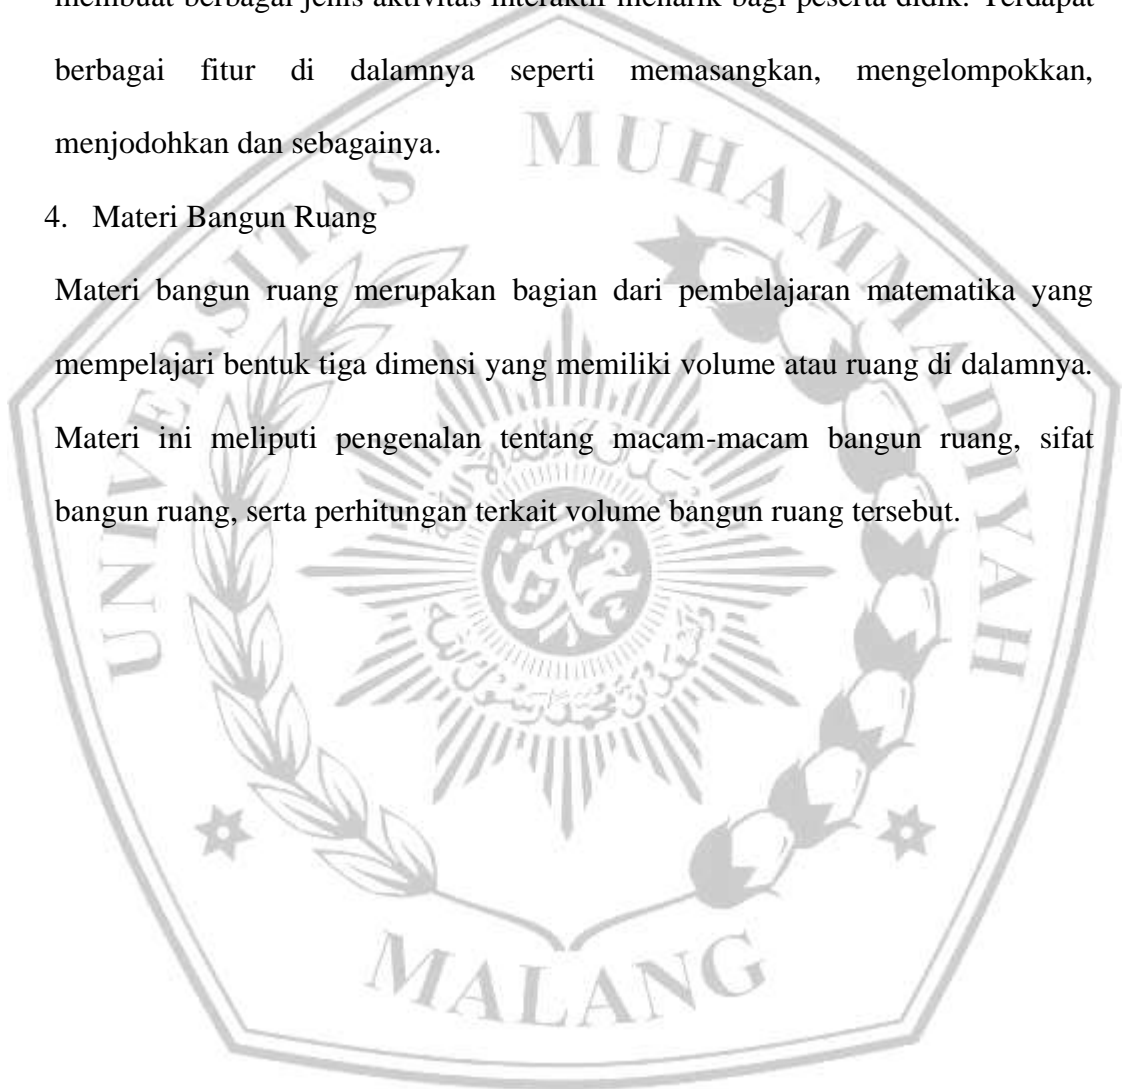 membuat berbagai jenis aktivitas interaktif menarik bagi peserta didik. Terdapat
berbagai fitur di dalamnya seperti memasangkan, mengelompokkan,
menjodohkan dan sebagainya.
4. Materi Bangun Ruang
Materi bangun ruang merupakan bagian dari pembelajaran matematika yang
mempelajari bentuk tiga dimensi yang memiliki volume atau ruang di dalamnya.
Materi ini meliputi pengenalan tentang macam-macam bangun ruang, sifat
bangun ruang, serta perhitungan terkait volume bangun ruang tersebut.
UNIVERSITAS MUHAMMADIYAH
MALANG